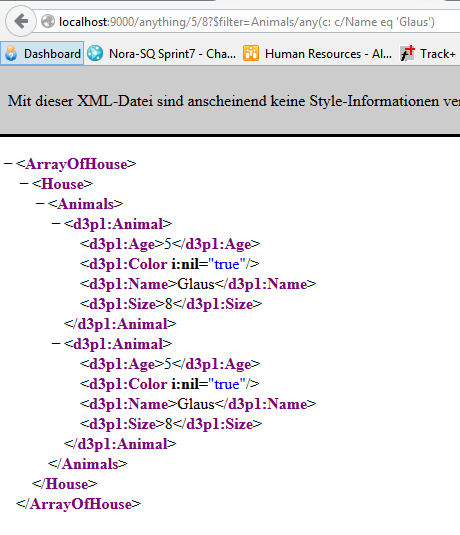 localhost:9000/anything/5/8?$filter=Animals/any(c: c/Name eq 'Glaus')
Dashboard Nora-SQ Sprint7 - Cha... Human Resources - Al... Track+
Mit dieser XML-Datei sind anscheinend keine Style-Informationen
− <ArrayOfHouse>
− <House>
− <Animals>
− <d3p1:Animal>
<d3p1:Age>5</d3p1:Age>
<d3p1:Color i:nil="true"/>
<d3p1:Name>Glaus</d3p1:Name>
<d3p1:Size>8</d3p1:Size>
</d3p1:Animal>
− <d3p1:Animal>
<d3p1:Age>5</d3p1:Age>
<d3p1:Color i:nil="true"/>
<d3p1:Name>Glaus</d3p1:Name>
<d3p1:Size>8</d3p1:Size>
</d3p1:Animal>
</Animals>
</House>
</ArrayOfHouse>